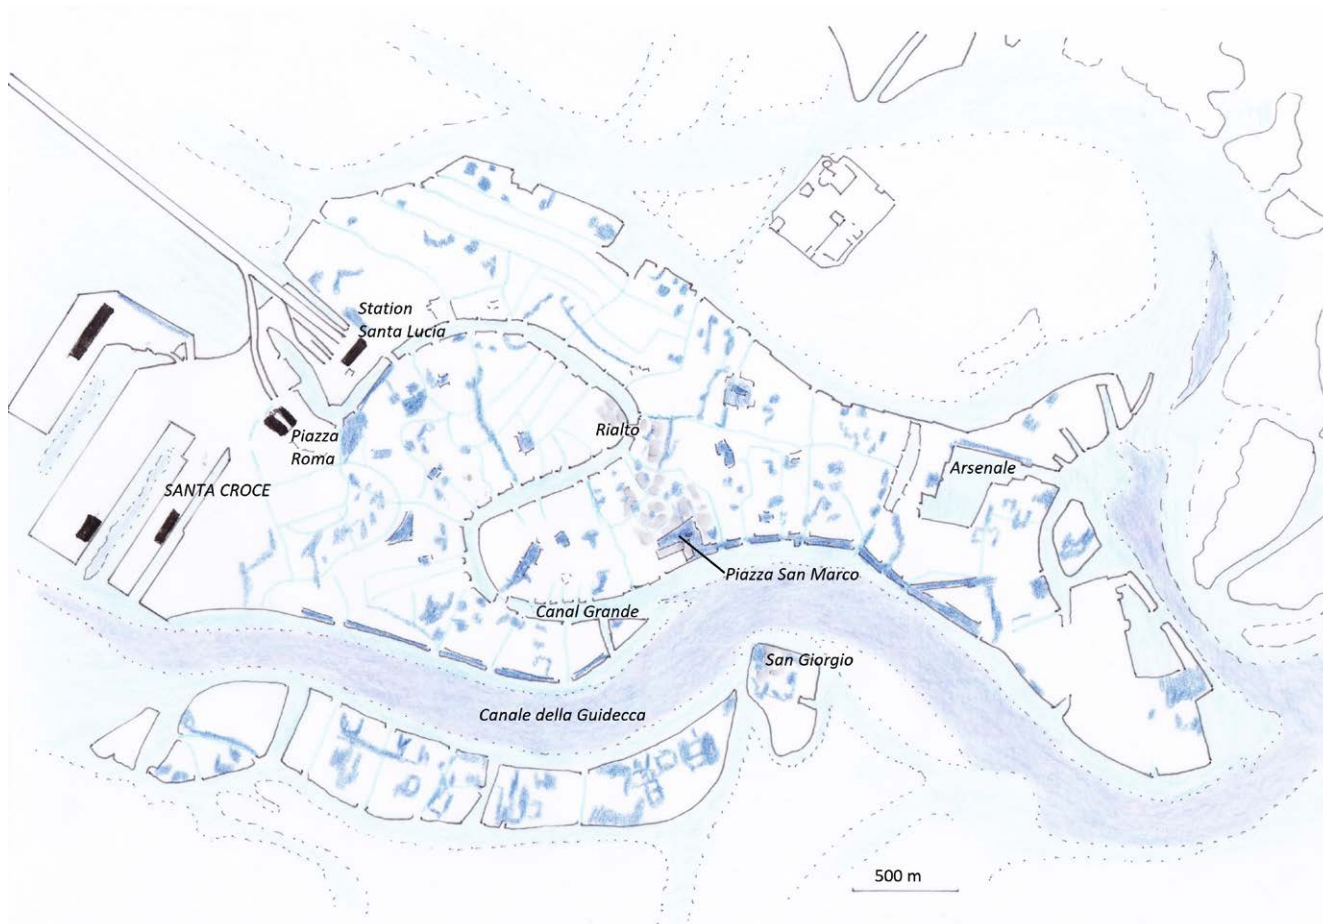 Station
Santa Lucia
Rialto
Piazza
Roma
Arsenale
SANTA CROCE
Piazza San Marco
Canal Grande
San Giorgio
Canale della Guidecca
500 m